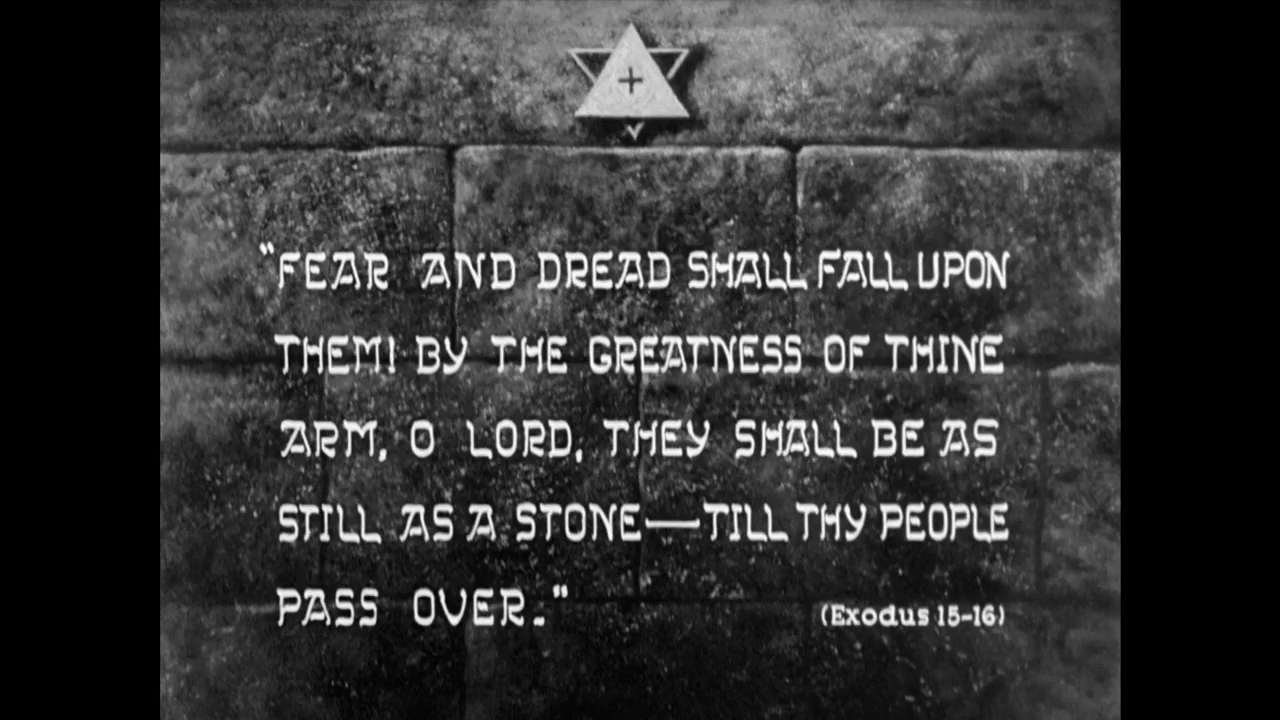 "FEAR AND DREAD SHALL FALL UPON
THEM! BY THE GREATNESS OF THINE
ARM, O LORD, THEY SHALL BE AS
STILL AS A STONE—TILL THY PEOPLE
PASS OVER."
(Exodus 15-16)